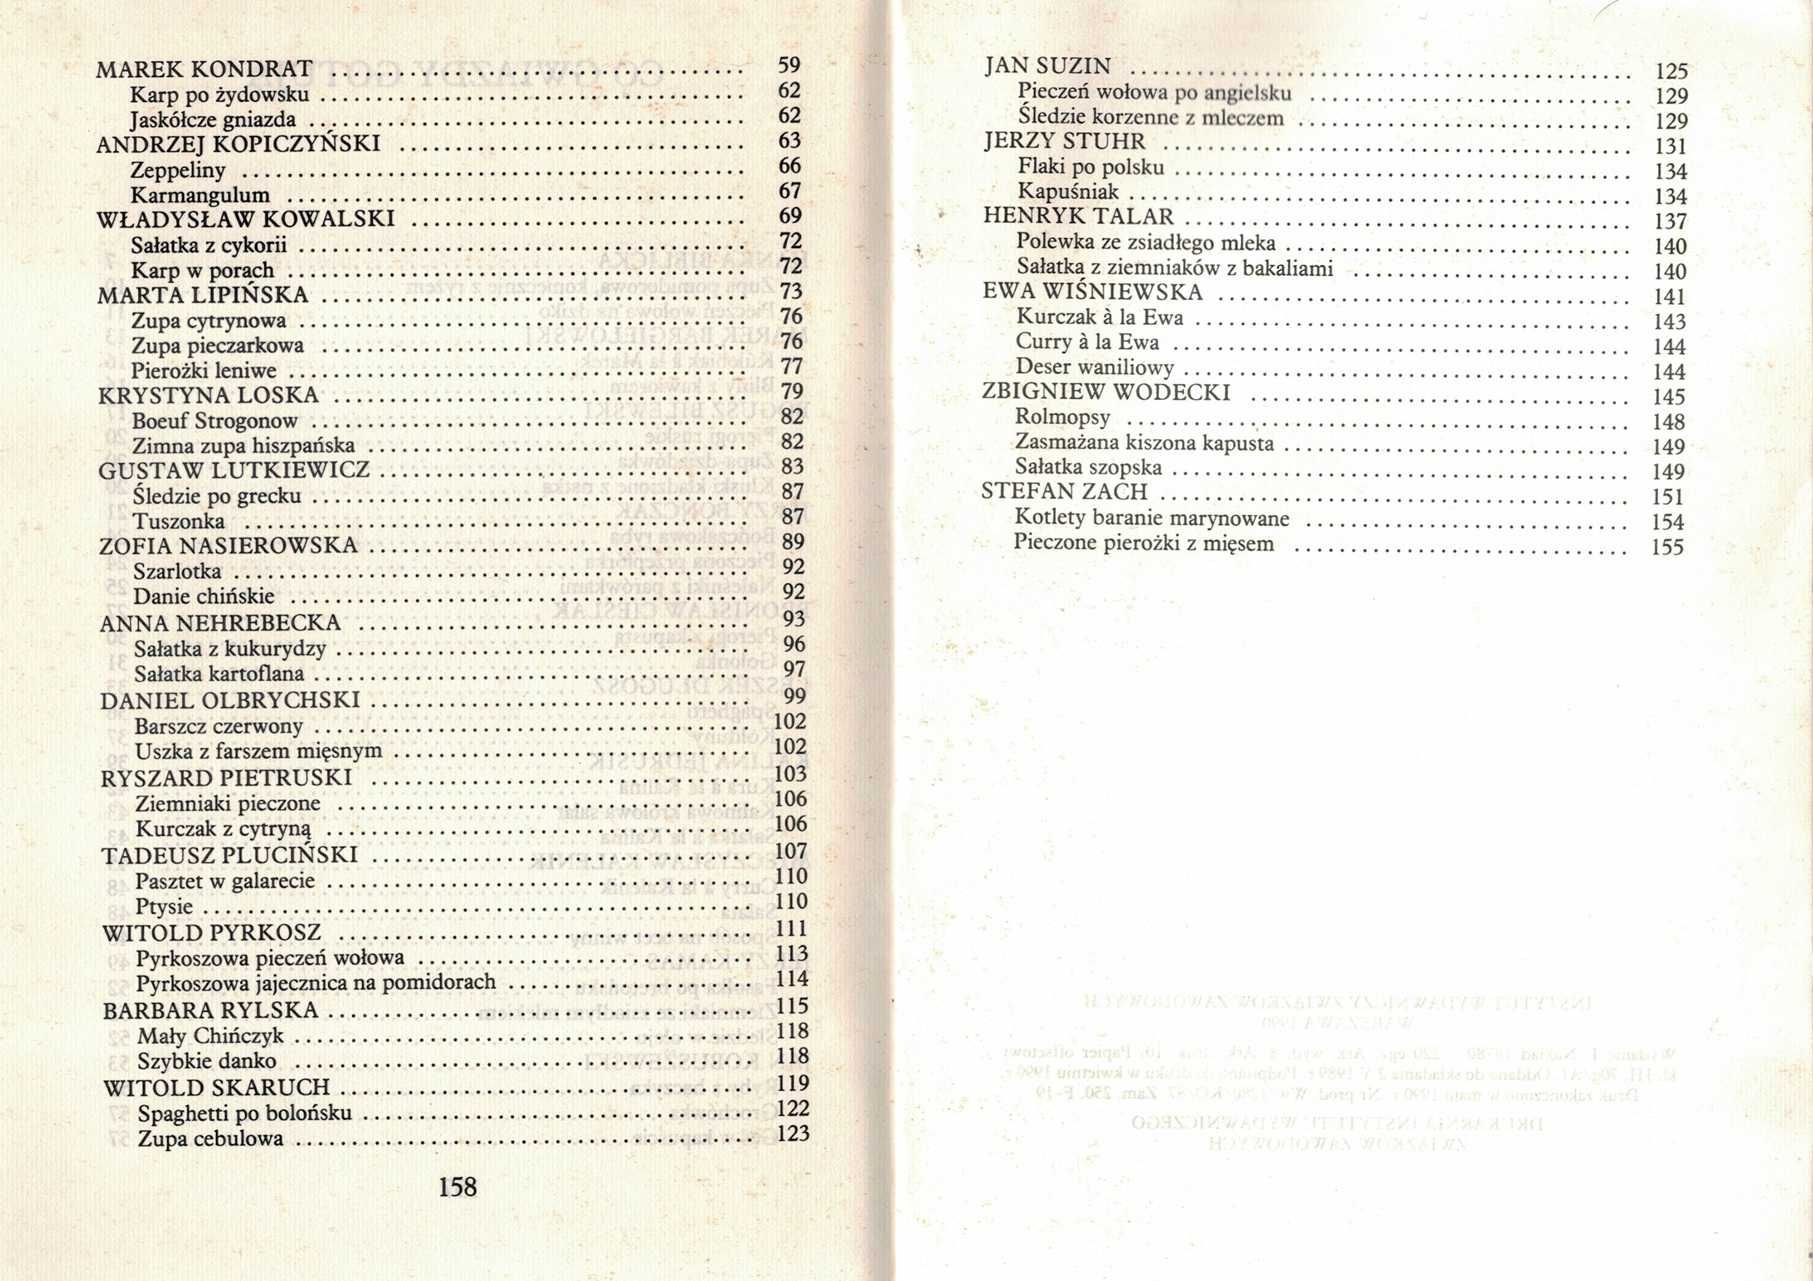 MAREK KONDRAT ........................................ 59
Karp po żydowsku ........................................ 62
Jaskółcze gniazda ........................................ 62
ANDRZEJ KOPICZYŃSKI ........................................ 63
Zeppeliny ........................................ 66
Karmangulum ........................................ 67
WŁADYSŁAW KOWALSKI ........................................ 69
Sałatka z cykorii ........................................ 72
Karp w porach ........................................ 72
MARTA LIPIŃSKA ........................................ 73
Zupa cytrynowa ........................................ 76
Zupa pieczarkowa ........................................ 76
Pierożki leniwe ........................................ 77
KRYSTYNA LOSKA ........................................ 79
Boeuf Strogonow ........................................ 82
Zimna zupa hiszpańska ........................................ 82
GUSTAW LUTKIEWICZ ........................................ 83
Śledzie po grecku ........................................ 87
Tuszonka ........................................ 87
ZOFIA NASIEROWSKA ........................................ 89
Szarlotka ........................................ 92
Danie chińskie ........................................ 92
ANNA NEHREBECKA ........................................ 93
Sałatka z kukurydzy ........................................ 96
Sałatka kartoflana ........................................ 97
DANIEL OLBRYCHSKI ........................................ 99
Barszcz czerwony ........................................ 102
Uszka z farszem mięsnym ........................................ 102
RYSZARD PIETRUSKI ........................................ 103
Ziemniaki pieczone ........................................ 106
Kurczak z cytryną ........................................ 106
TADEUSZ PLUCIŃSKI ........................................ 107
Pasztet w galarecie ........................................ 110
Ptysie ........................................ 110
WITOLD PYRKOSZ ........................................ 111
Pyrkoszowa pieczeń wołowa ........................................ 113
Pyrkoszowa jajecznica na pomidorach ........................................ 114
BARBARA RYLSKA ........................................ 115
Mały Chińczyk ........................................ 118
Szybkie danko ........................................ 118
WITOLD SKARUCH ........................................ 119
Spaghetti po bolońsku ........................................ 122
Zupa cebulowa ........................................ 123
158
JAN SUZIN ........................................ 125
Pieczeń wołowa po angielsku ........................................ 129
Śledzie korzenne z mleczem ........................................ 129
JERZY STUHR ........................................ 131
Flaki po polsku ........................................ 134
Kapuśniak ........................................ 134
HENRYK TALAR ........................................ 137
Polewka ze zsiadłego mleka ........................................ 140
Sałatka z ziemniaków z bakaliami ........................................ 140
EWA WIŚNIEWSKA ........................................ 141
Kurczak à la Ewa ........................................ 143
Curry à la Ewa ........................................ 144
Deser waniliowy ........................................ 144
ZBIGNIEW WODECKI ........................................ 145
Rolmopsy ........................................ 148
Zasmażana kiszona kapusta ........................................ 149
Sałatka szopska ........................................ 149
STEFAN ZACH ........................................ 151
Kotlety baranie marynowane ........................................ 154
Pieczone pierożki z mięsem ........................................ 155